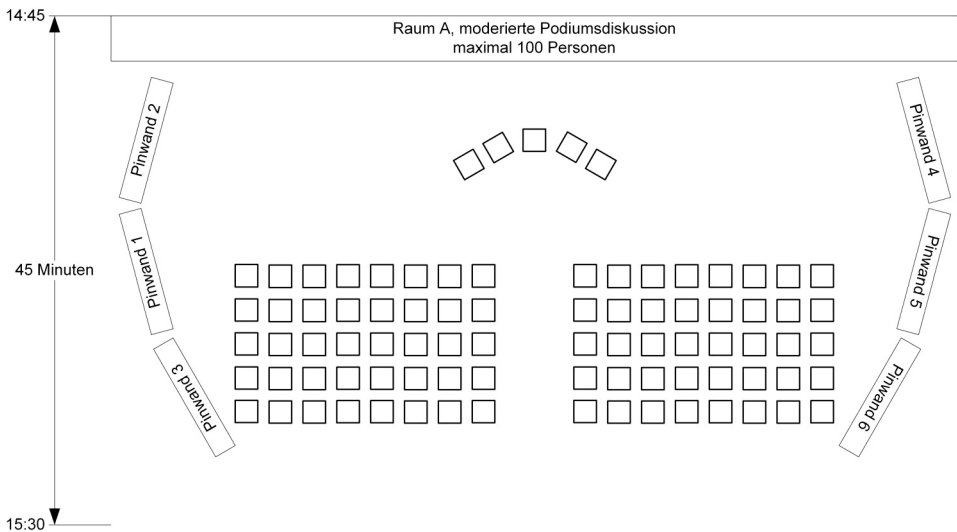 14:45
Raum A, moderierte Podiumsdiskussion
maximal 100 Personen
Pinwand 2
Pinwand 4
Pinwand 1
45 Minuten
Pinwand 5
Pinwand 3
Pinwand 6
15:30